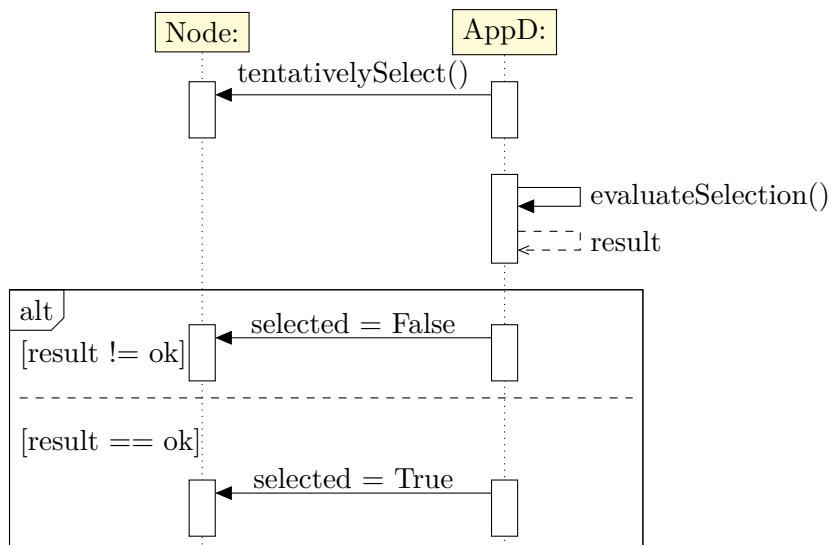 Node:
AppD:
tentativelySelect()
evaluateSelection()
result
alt
selected = False
[result != ok]
[result == ok]
selected = True